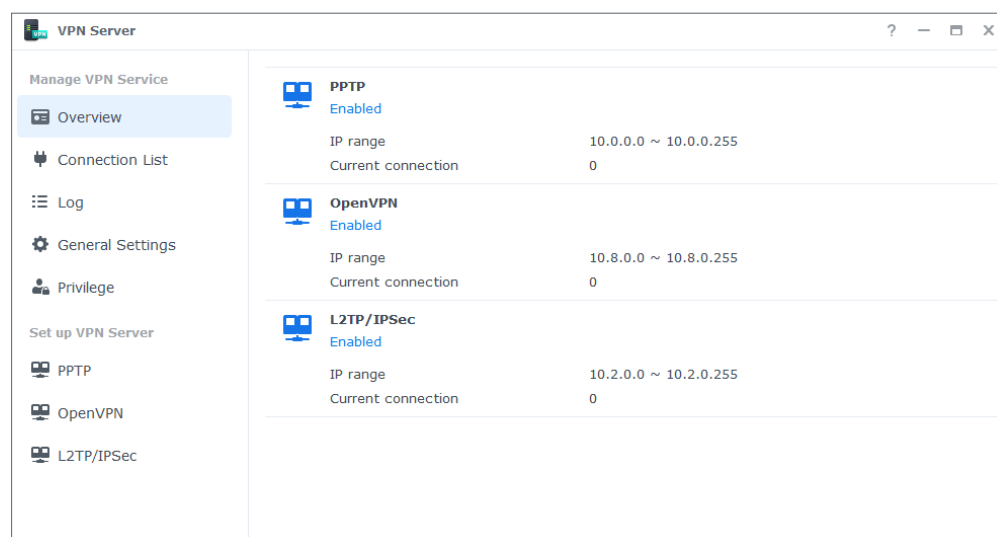 VPN Server
Manage VPN Service
Overview
Connection List
Log
General Settings
Privilege
Set up VPN Server
PPTP
OpenVPN
L2TP/IPSec
PPTP
Enabled
IP range 10.0.0.0 ~ 10.0.0.255
Current connection 0
OpenVPN
Enabled
IP range 10.8.0.0 ~ 10.8.0.255
Current connection 0
L2TP/IPSec
Enabled
IP range 10.2.0.0 ~ 10.2.0.255
Current connection 0